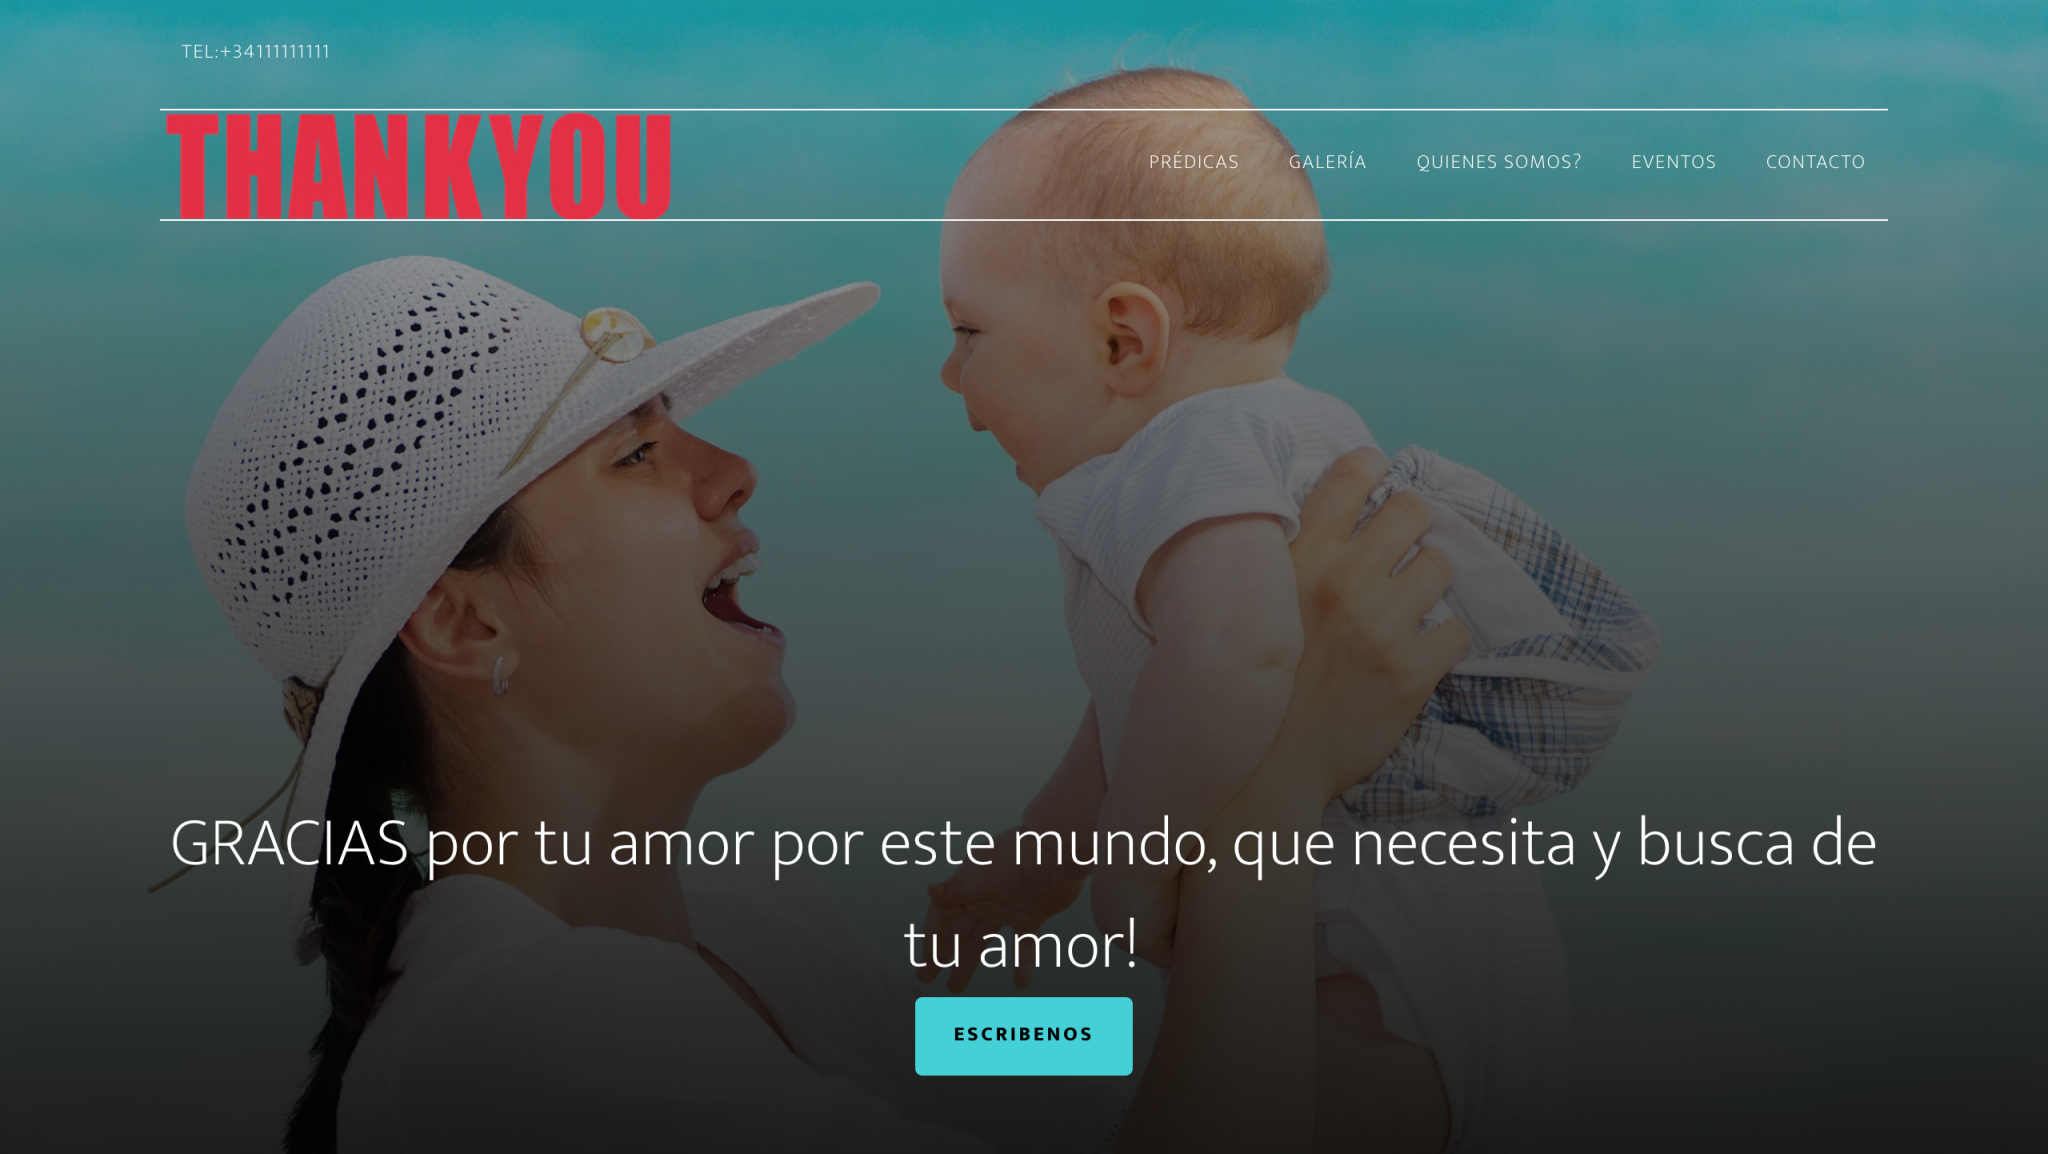 TEL:+34111111111
THANKYOU
PRÉDICAS GALERÍA QUIENES SOMOS? EVENTOS CONTACTO
GRACIAS por tu amor por este mundo, que necesita y busca de
tu amor!
ESCRIBENOS